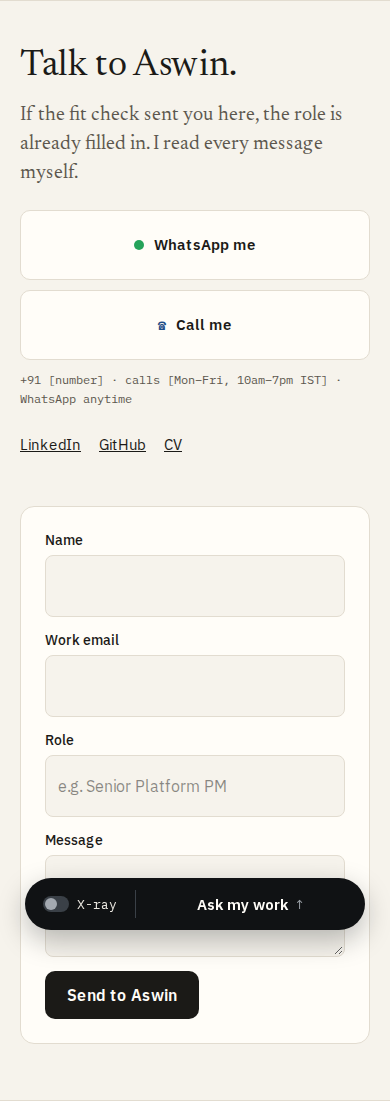 Talk to Aswin.
If the fit check sent you here, the role is
already filled in. I read every message
myself.
WhatsApp me
☎ Call me
+91 [number] · calls [Mon–Fri, 10am–7pm IST] ·
WhatsApp anytime
LinkedIn GitHub CV
Name
Work email
Role
e.g. Senior Platform PM
Message
X-ray Ask my work ↑
Send to Aswin